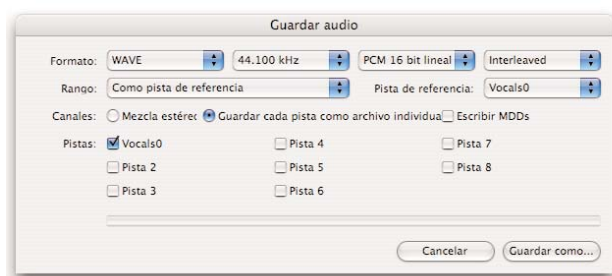 Guardar audio
Formato: WAVE 44.100 kHz PCM 16 bit lineal Interleaved
Rango: Como pista de referencia Pista de referencia: Vocals0
Canales: Mezcla estérec Guardar cada pista como archivo individua Escribir MDDs
Pistas: Vocals0 Pista 4 Pista 7
Pista 2 Pista 5 Pista 8
Pista 3 Pista 6
Cancelar Guardar como...